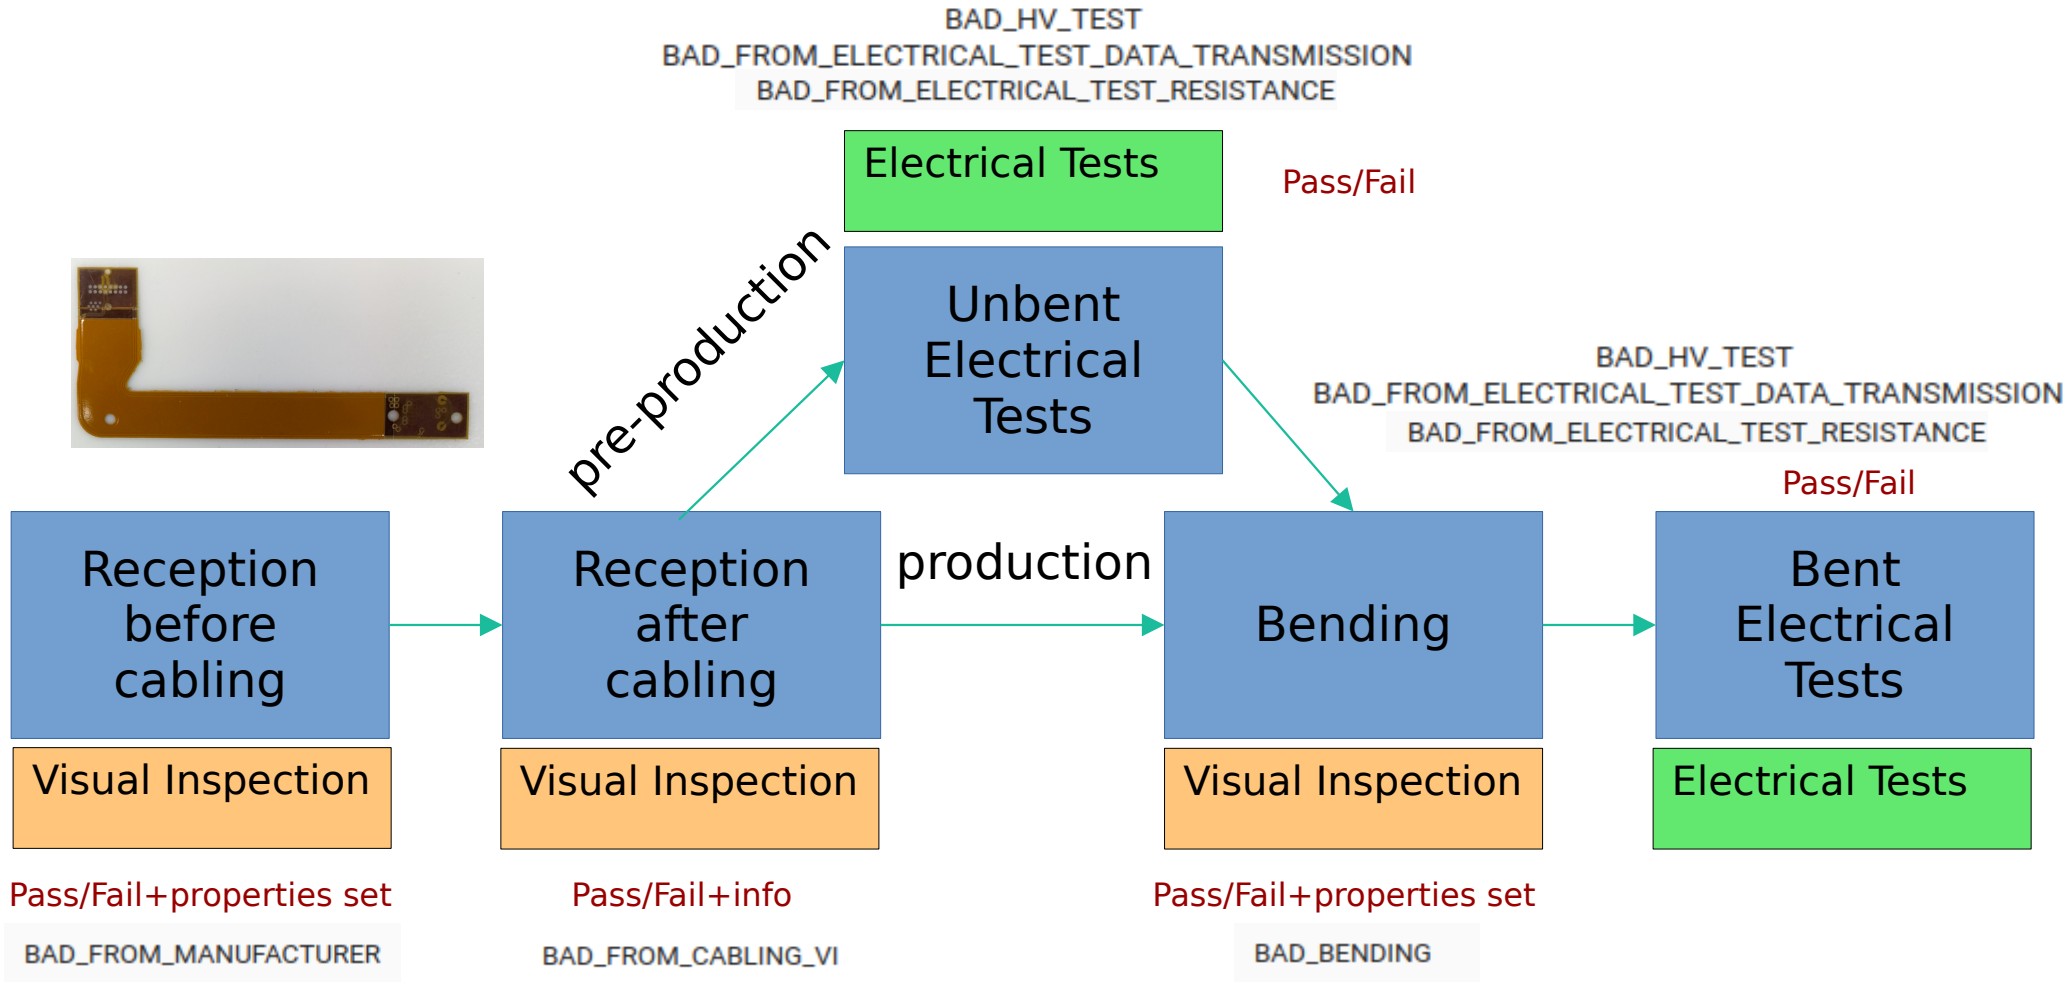 BAD_HV_TEST
BAD_FROM_ELECTRICAL_TEST_DATA_TRANSMISSION
BAD_FROM_ELECTRICAL_TEST_RESISTANCE
Electrical Tests
Pass/Fail
pre-production
Unbent
Electrical
Tests
BAD_HV_TEST
BAD_FROM_ELECTRICAL_TEST_DATA_TRANSMISSION
BAD_FROM_ELECTRICAL_TEST_RESISTANCE
Pass/Fail
Reception
before
cabling
Reception
after
cabling
production
Bending
Bent
Electrical
Tests
Visual Inspection
Visual Inspection
Visual Inspection
Electrical Tests
Pass/Fail+properties set
Pass/Fail+info
Pass/Fail+properties set
BAD_FROM_MANUFACTURER
BAD_FROM_CABLING_VI
BAD_BENDING